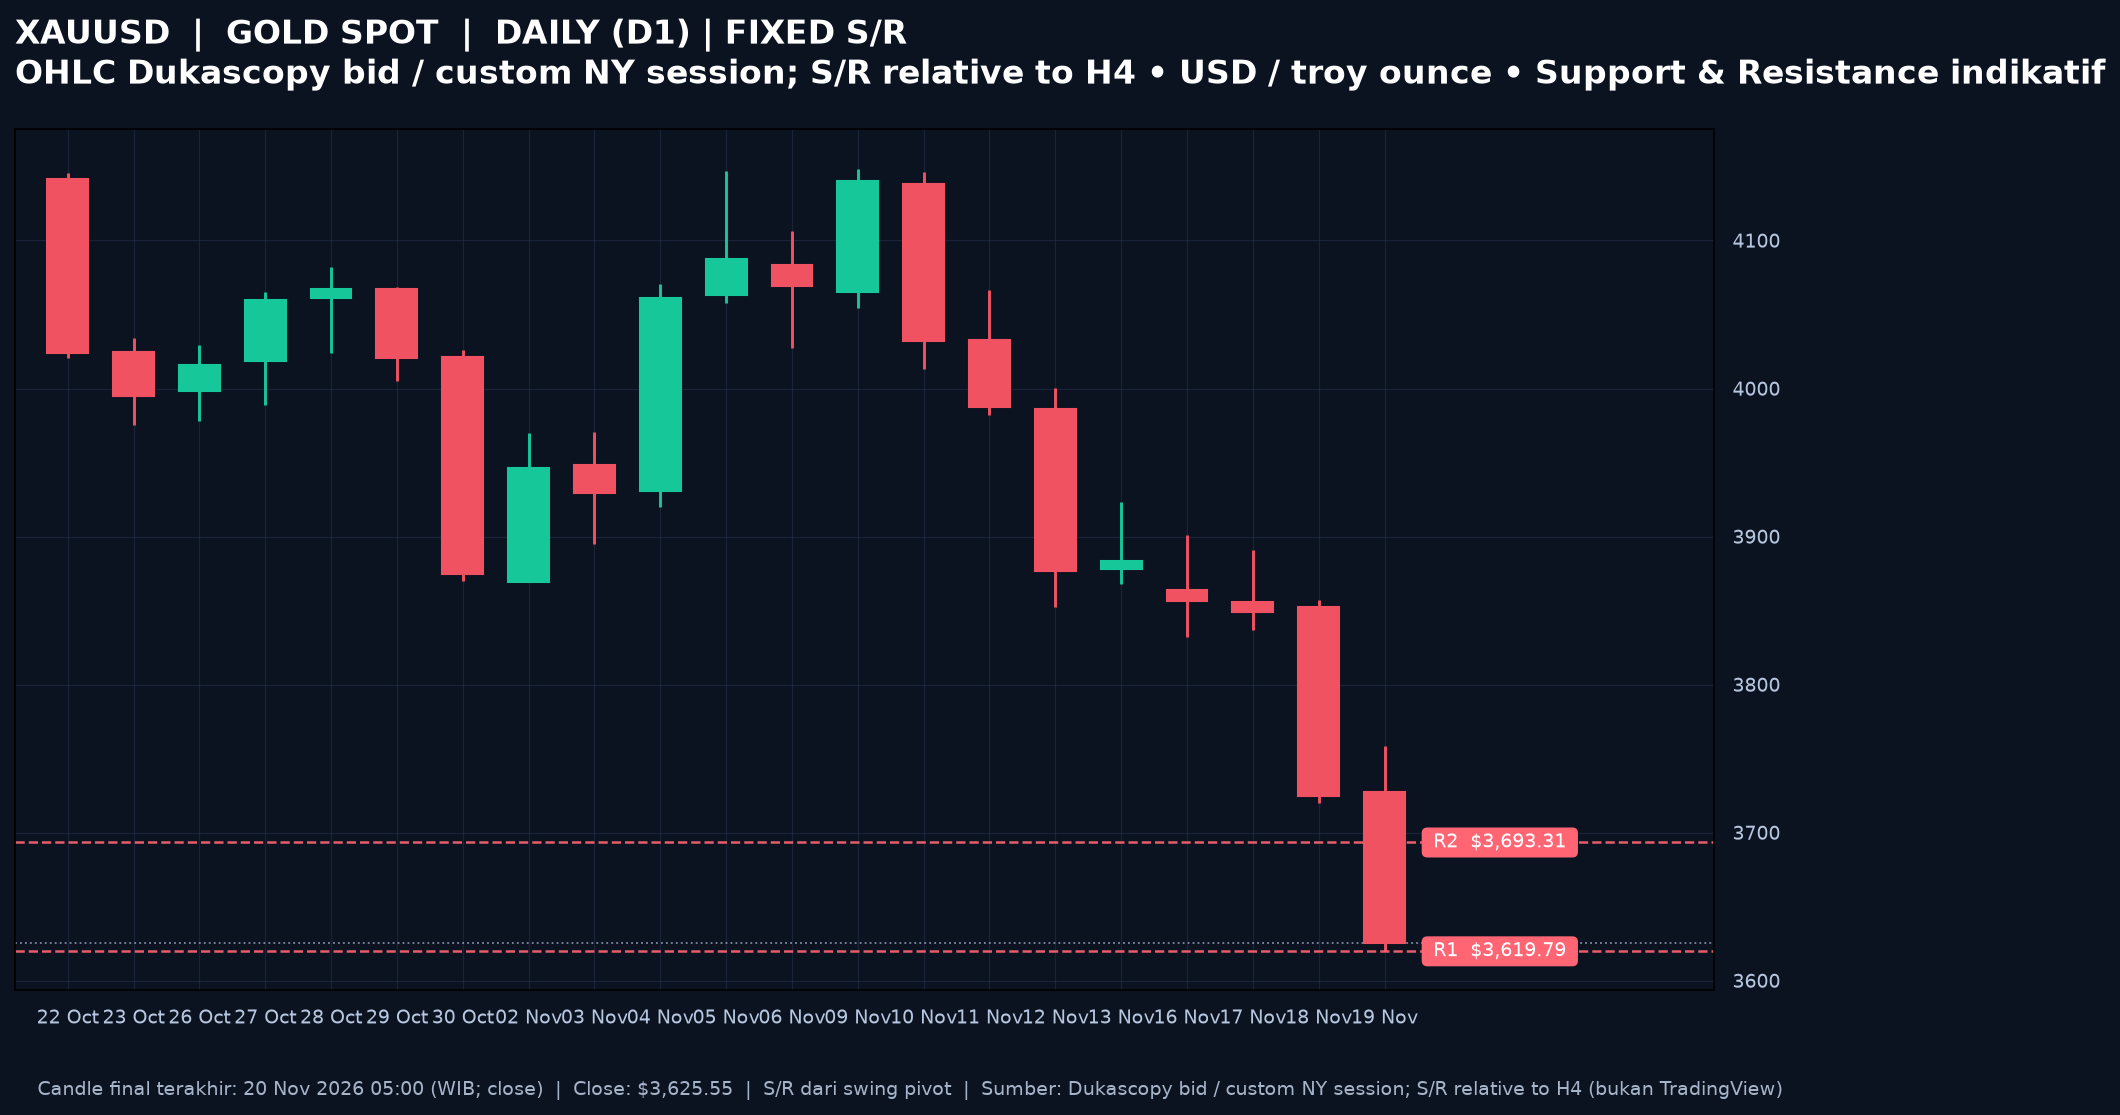 XAUUSD | GOLD SPOT | DAILY (D1) | FIXED S/R
OHLC Dukascopy bid / custom NY session; S/R relative to H4 • USD / troy ounce • Support & Resistance indikatif
4100
4000
3900
3800
3700
R2 $3,693.31
R1 $3,619.79
3600
22 Oct 23 Oct 26 Oct 27 Oct 28 Oct 29 Oct 30 Oct 02 Nov 03 Nov 04 Nov 05 Nov 06 Nov 09 Nov 10 Nov 11 Nov 12 Nov 13 Nov 16 Nov 17 Nov 18 Nov 19 Nov
Candle final terakhir: 20 Nov 2026 05:00 (WIB; close) | Close: $3,625.55 | S/R dari swing pivot | Sumber: Dukascopy bid / custom NY session; S/R relative to H4 (bukan TradingView)